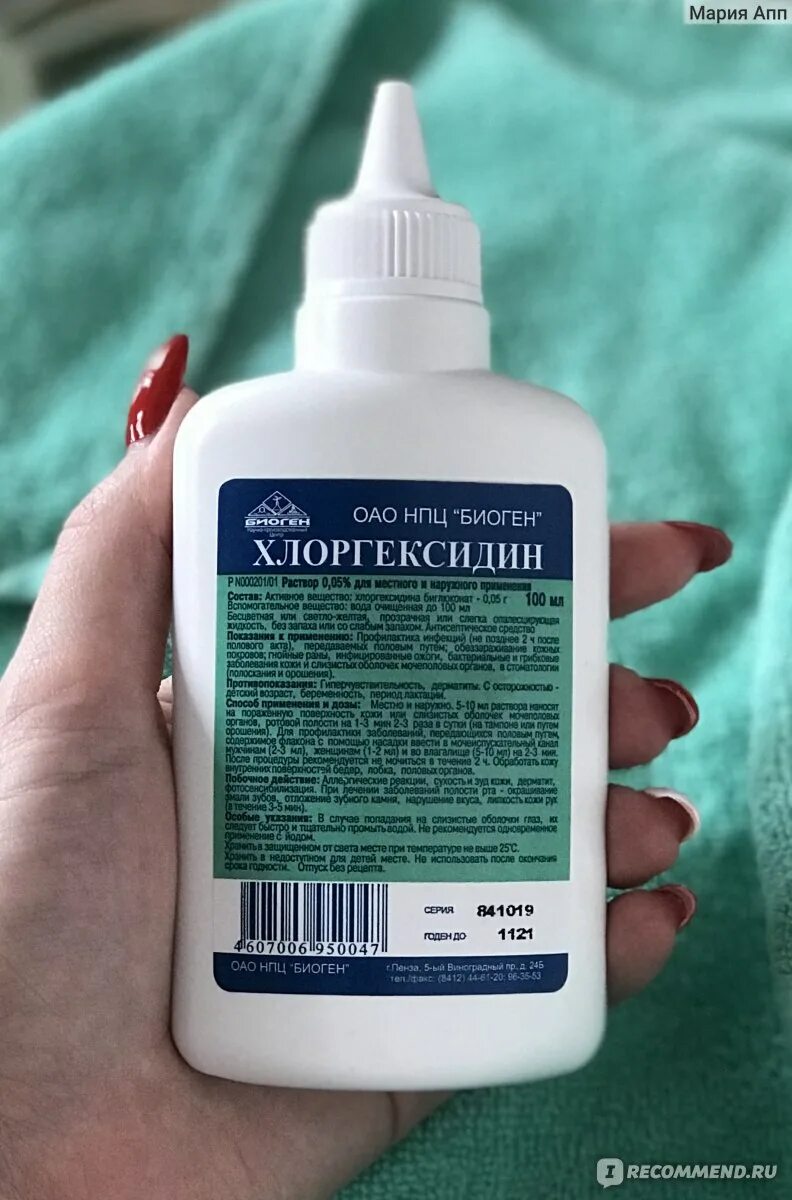 Мария Апп
БИОГЕН
Научно-производственный
Центр
ОАО НПЦ "БИОГЕН"
ХЛОРГЕКСИДИН
Р N000201/01 Раствор 0,05% для местного и наружного применения
Состав: Активное вещество: хлоргексидина биглюконат - 0,05 г 100 мл
Вспомогательное вещество: вода очищенная до 100 мл
Бесцветная или светло-желтая, прозрачная или слегка опалесцирующая
жидкость, без запаха или со слабым запахом. Антисептическое средство
Показания к применению: Профилактика инфекций (не позднее 2 ч после
полового акта), передаваемых половым путем; обеззараживание кожных
покровов; гнойные раны, инфицированные ожоги, бактериальные и грибковые
заболевания кожи и слизистых оболочек мочеполовых органов, в стоматологии
(полоскания и орошения).
Противопоказания: Гиперчувствительность, дерматиты. С осторожностью -
детский возраст, беременность, период лактации.
Способ применения и дозы: Местно и наружно. 5-10 мл раствора наносят
на пораженную поверхность кожи или слизистых оболочек мочеполовых
органов, ротовой полости на 1-3 мин 2-3 раза в сутки (на тампоне или путем
орошения). Для профилактики заболеваний, передающихся половым путем,
содержимое флакона с помощью насадки ввести в мочеиспускательный канал
мужчинам (2-3 мл), женщинам (1-2 мл) и во влагалище (5-10 мл) на 2-3 мин.
После процедуры рекомендуется не мочиться в течение 2 ч. Обработать кожу
внутренних поверхностей бедер, лобка, половых органов.
Побочное действие: Аллергические реакции, сухость и зуд кожи, дерматит,
фотосенсибилизация. При лечении заболеваний полости рта - окрашивание
эмали зубов, отложение зубного камня, нарушение вкуса, липкость кожи рук
(в течение 3-5 мин).
Особые указания: В случае попадания на слизистые оболочки глаз, их
следует быстро и тщательно промыть водой. Не рекомендуется одновременное
применение с йодом.
Хранить в защищенном от света месте при температуре не выше 25°С.
Хранить в недоступном для детей месте. Не использовать после окончания
срока годности. Отпуск без рецепта.
СЕРИЯ 841019
ГОДЕН ДО 1121
4 607006 950047
ОАО НПЦ "БИОГЕН"
г.Пенза, 5-ый Виноградный пр, д. 24Б
тел./факс: (8412) 44-61-20; 96-35-53
IRECOMMEND.RU